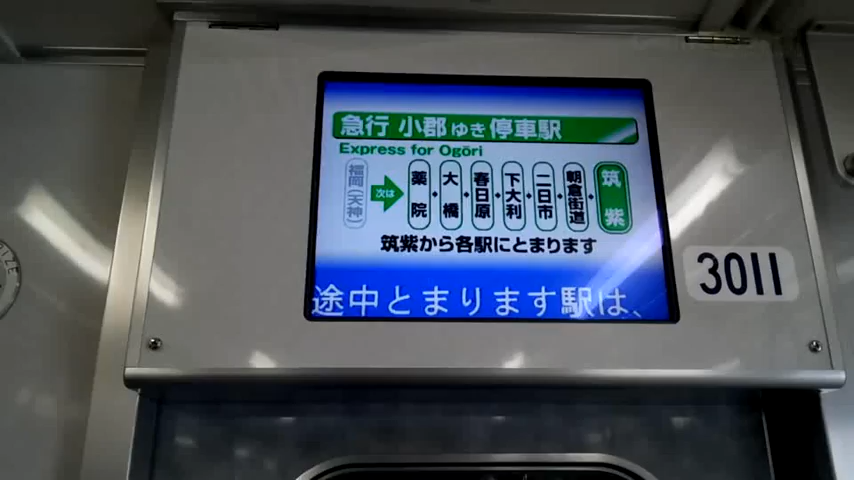 急行 小郡ゆき 停車駅
Express for Ogōri
福岡(天神) 次は 薬院 大橋 春日原 下大利 二日市 朝倉街道 筑紫
筑紫から各駅にとまります
途中とまります駅は、
3011